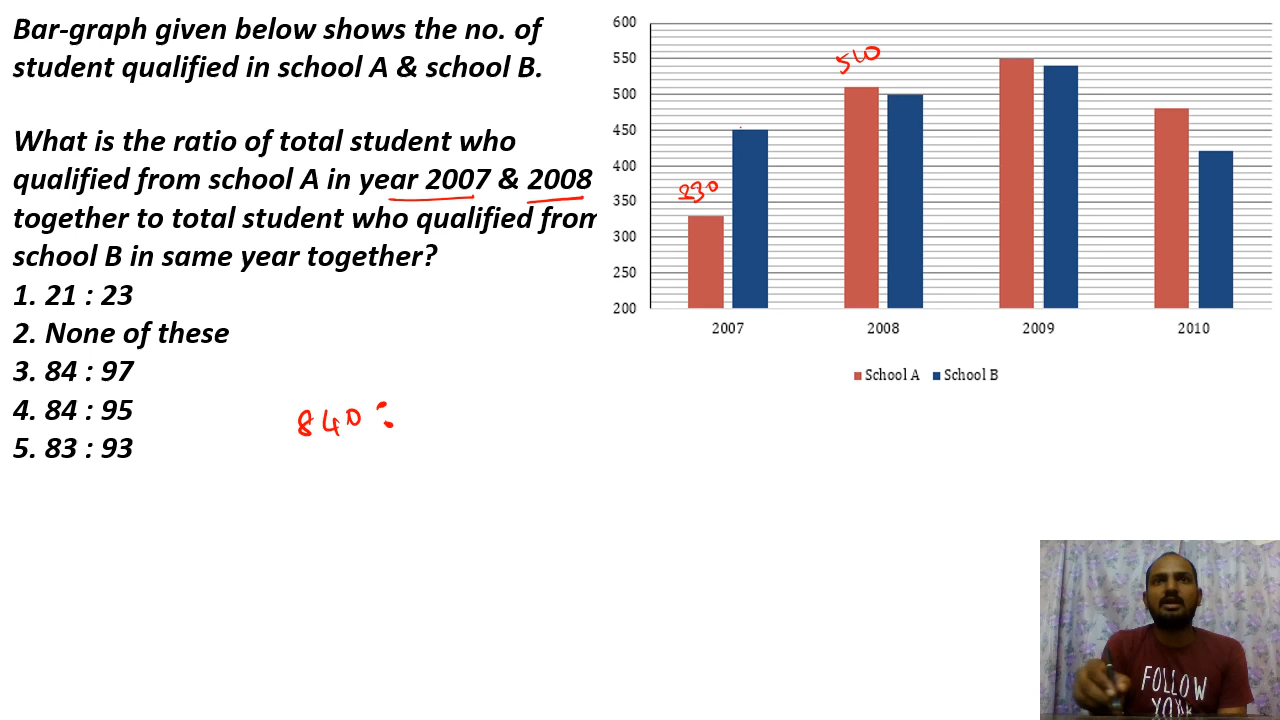 Bar-graph given below shows the no. of
student qualified in school A & school B.
What is the ratio of total student who
qualified from school A in year 2007 & 2008
together to total student who qualified from
school B in same year together?
1. 21 : 23
2. None of these
3. 84 : 97
4. 84 : 95
5. 83 : 93
840 :
600
550
500
450
400
350
300
250
200
330
510
2007 2008 2009 2010
School A School B
FOLLOW